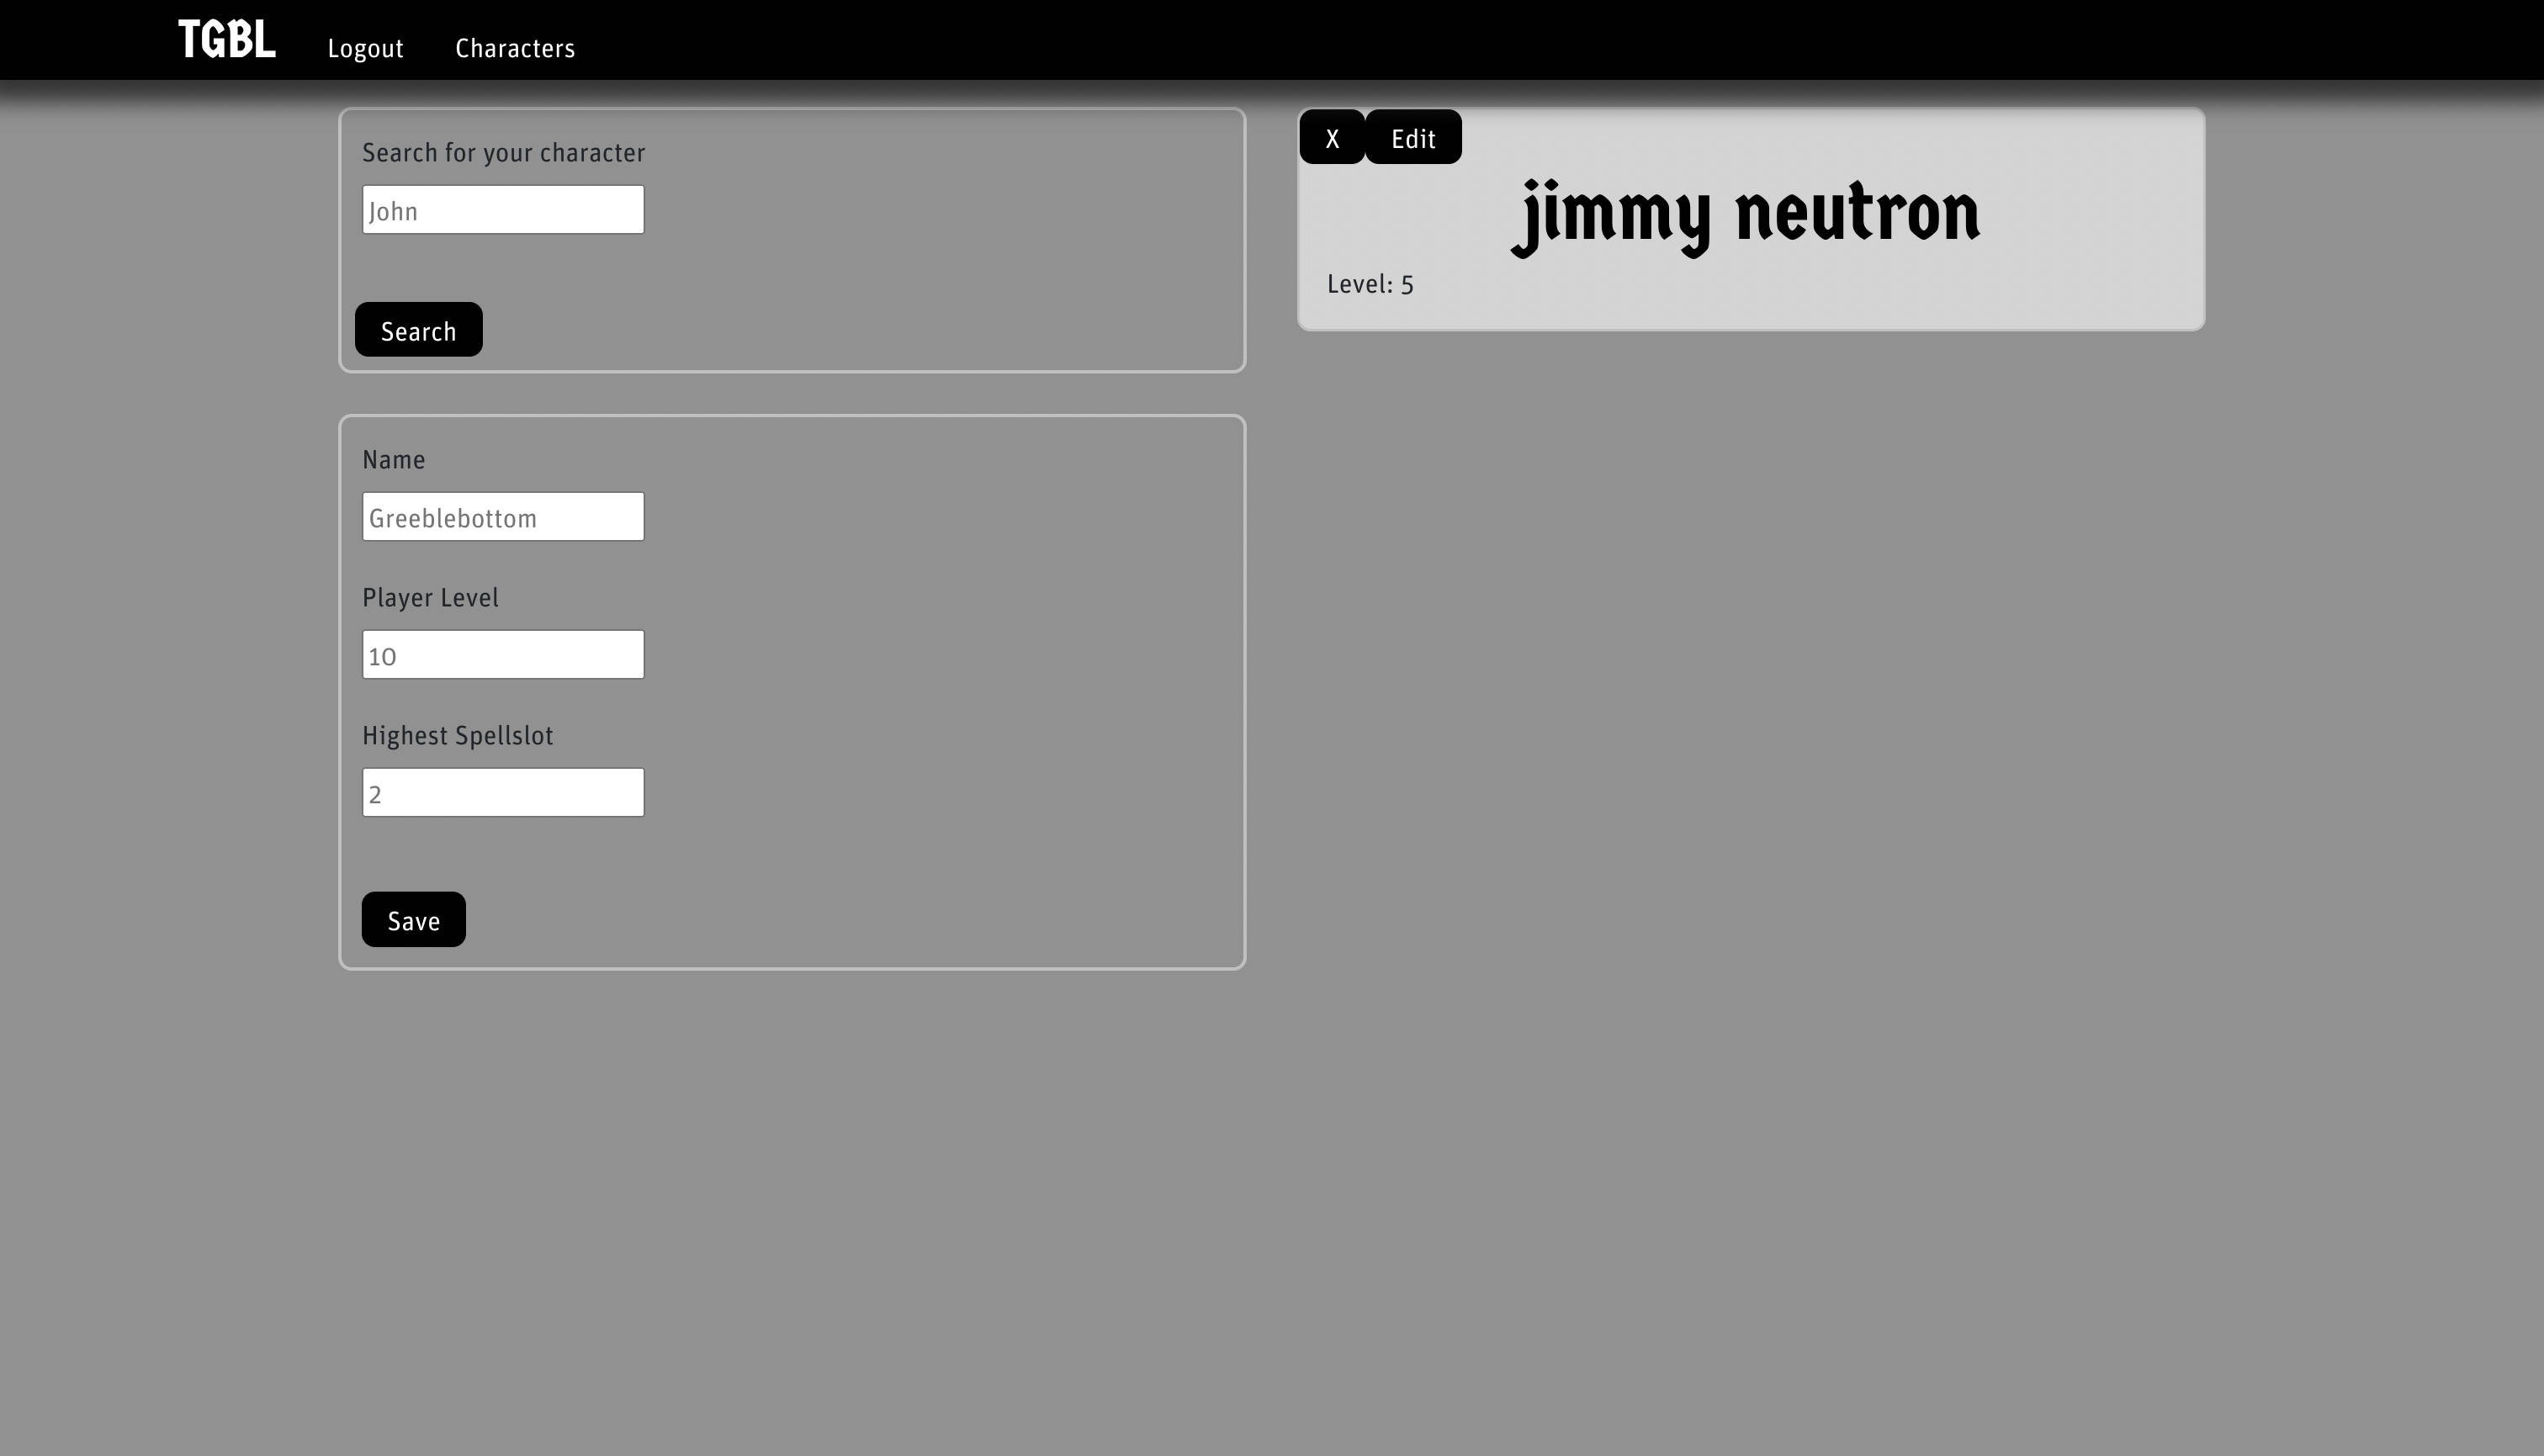 TGBL Logout Characters
Search for your character
John
Search
Name
Greeblebottom
Player Level
10
Highest Spellslot
2
Save
X Edit
jimmy neutron
Level: 5